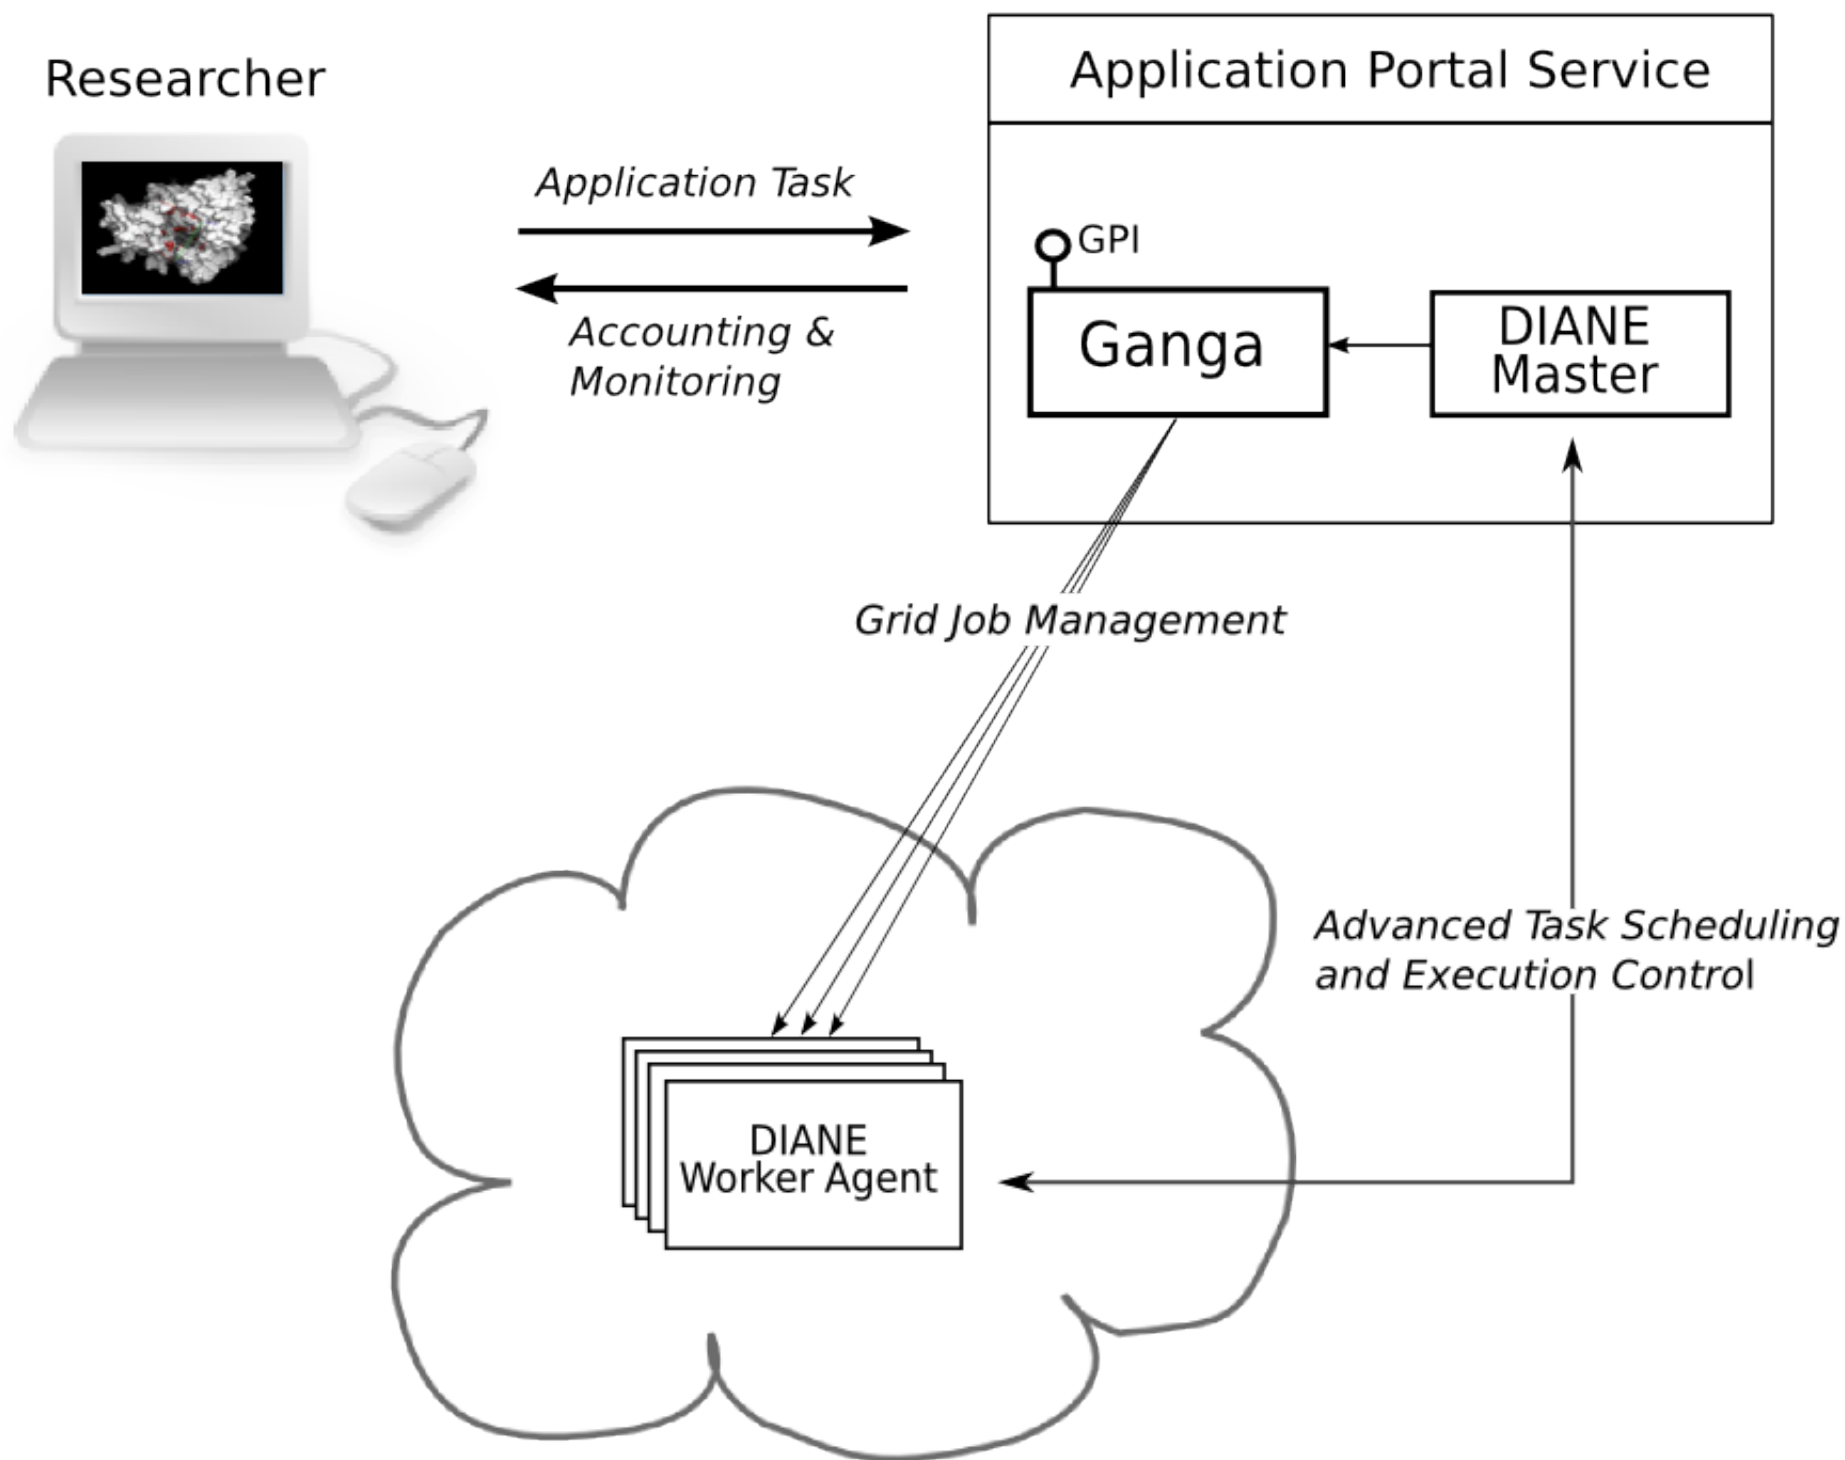 Researcher
Application Portal Service
Application Task
Accounting &
Monitoring
GPI
Ganga
DIANE
Master
Grid Job Management
Advanced Task Scheduling
and Execution Control
DIANE
Worker Agent